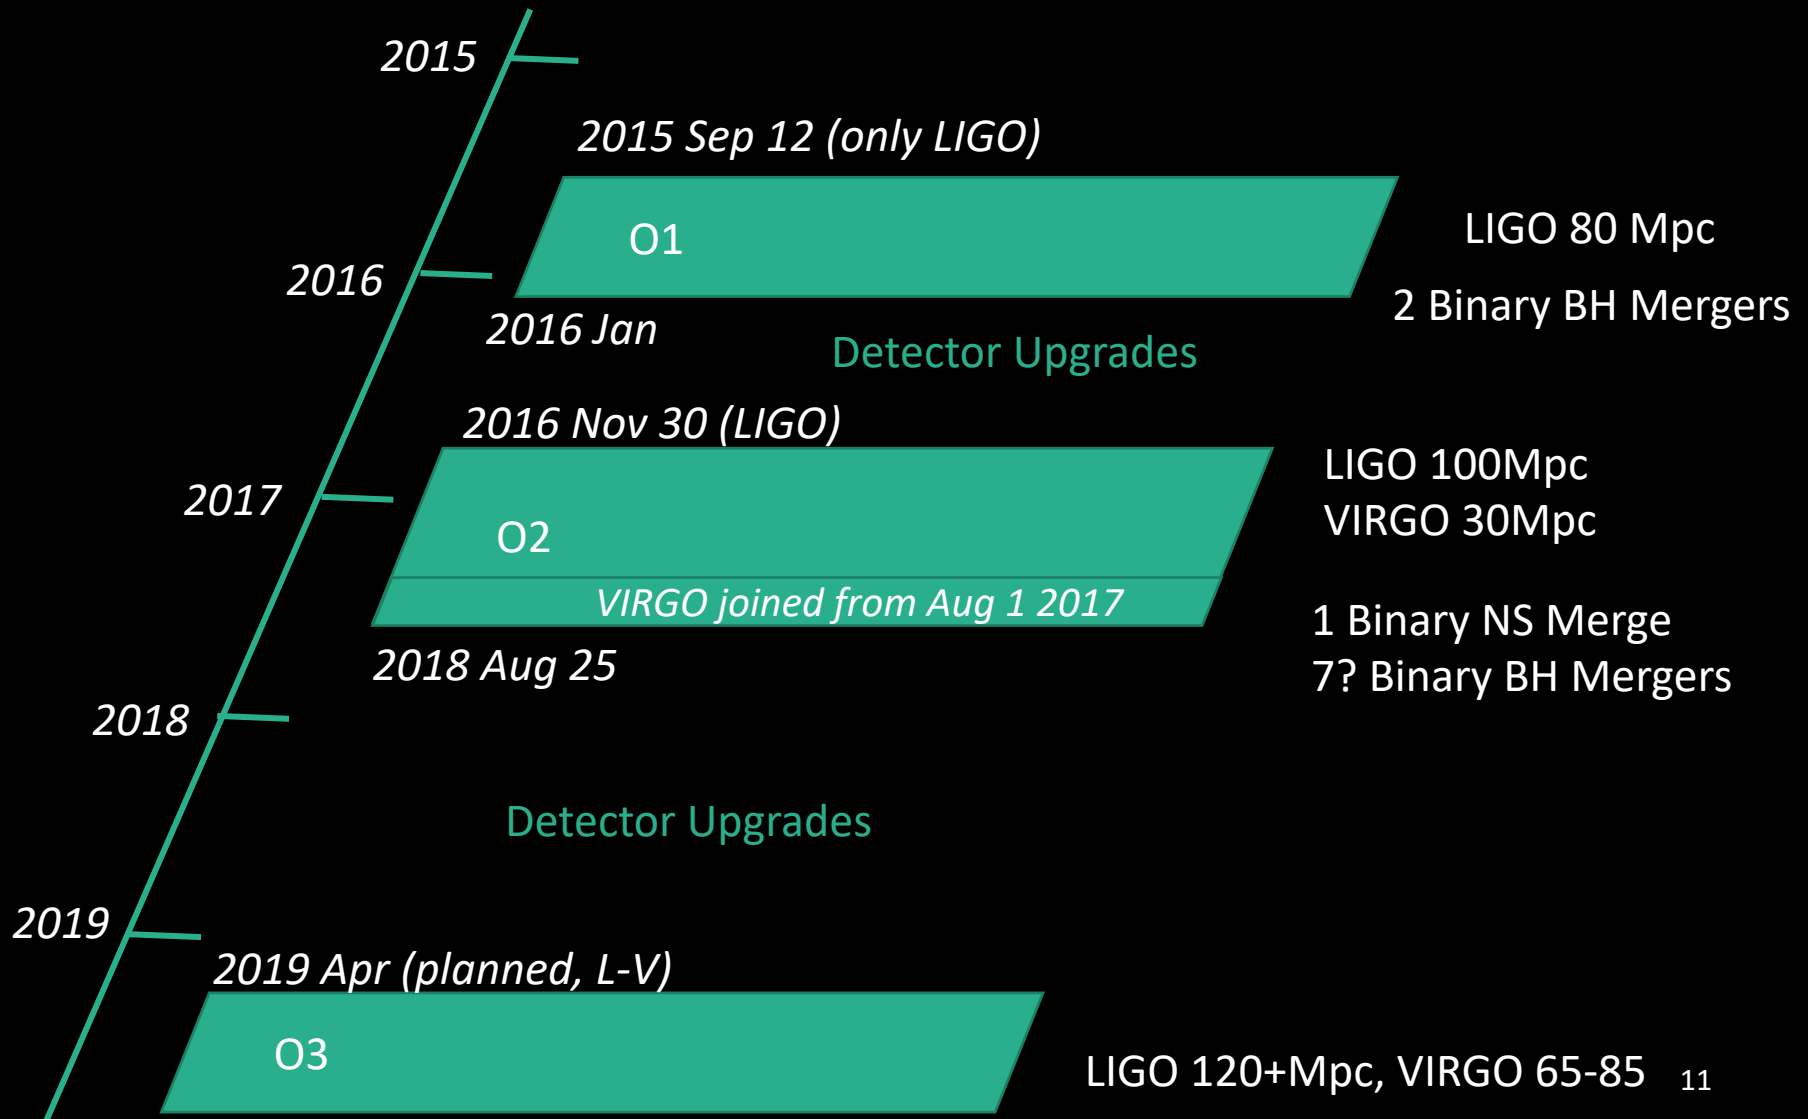 2015
2015 Sep 12 (only LIGO)
O1
LIGO 80 Mpc
2016
2 Binary BH Mergers
2016 Jan
Detector Upgrades
2016 Nov 30 (LIGO)
LIGO 100Mpc
2017
VIRGO 30Mpc
O2
VIRGO joined from Aug 1 2017
1 Binary NS Merge
2018 Aug 25
7? Binary BH Mergers
2018
Detector Upgrades
2019
2019 Apr (planned, L-V)
O3
LIGO 120+Mpc, VIRGO 65-85
11